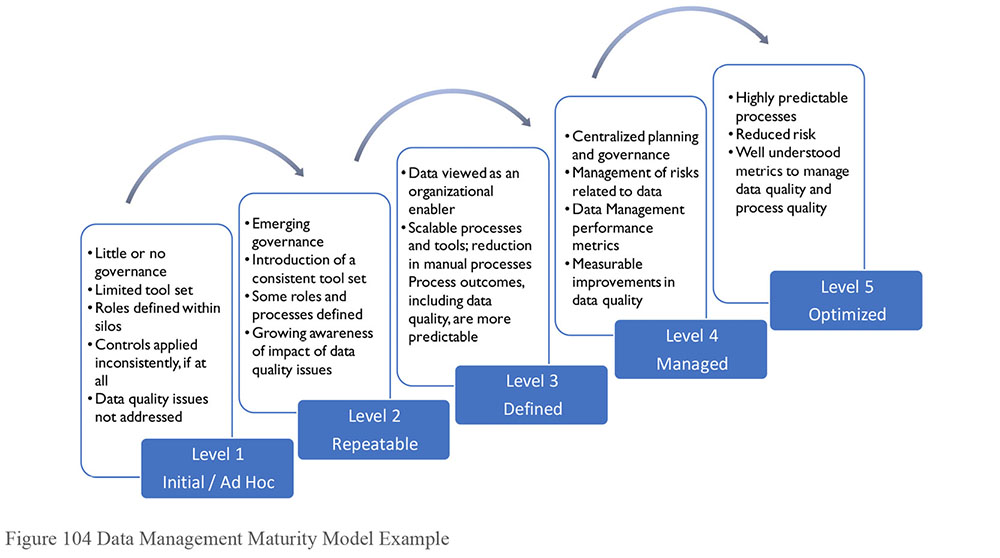 • Little or no
governance
• Limited tool set
• Roles defined within
silos
• Controls applied
inconsistently, if at
all
• Data quality issues
not addressed
Level 1
Initial / Ad Hoc
• Emerging
governance
• Introduction of a
consistent tool set
• Some roles and
processes defined
• Growing awareness
of impact of data
quality issues
Level 2
Repeatable
• Data viewed as an
organizational
enabler
• Scalable processes
and tools; reduction
in manual processes
Process outcomes,
including data
quality, are more
predictable
Level 3
Defined
• Centralized planning
and governance
• Management of risks
related to data
• Data Management
performance
metrics
• Measurable
improvements in
data quality
Level 4
Managed
• Highly predictable
processes
• Reduced risk
• Well understood
metrics to manage
data quality and
process quality
Level 5
Optimized
Figure 104 Data Management Maturity Model Example